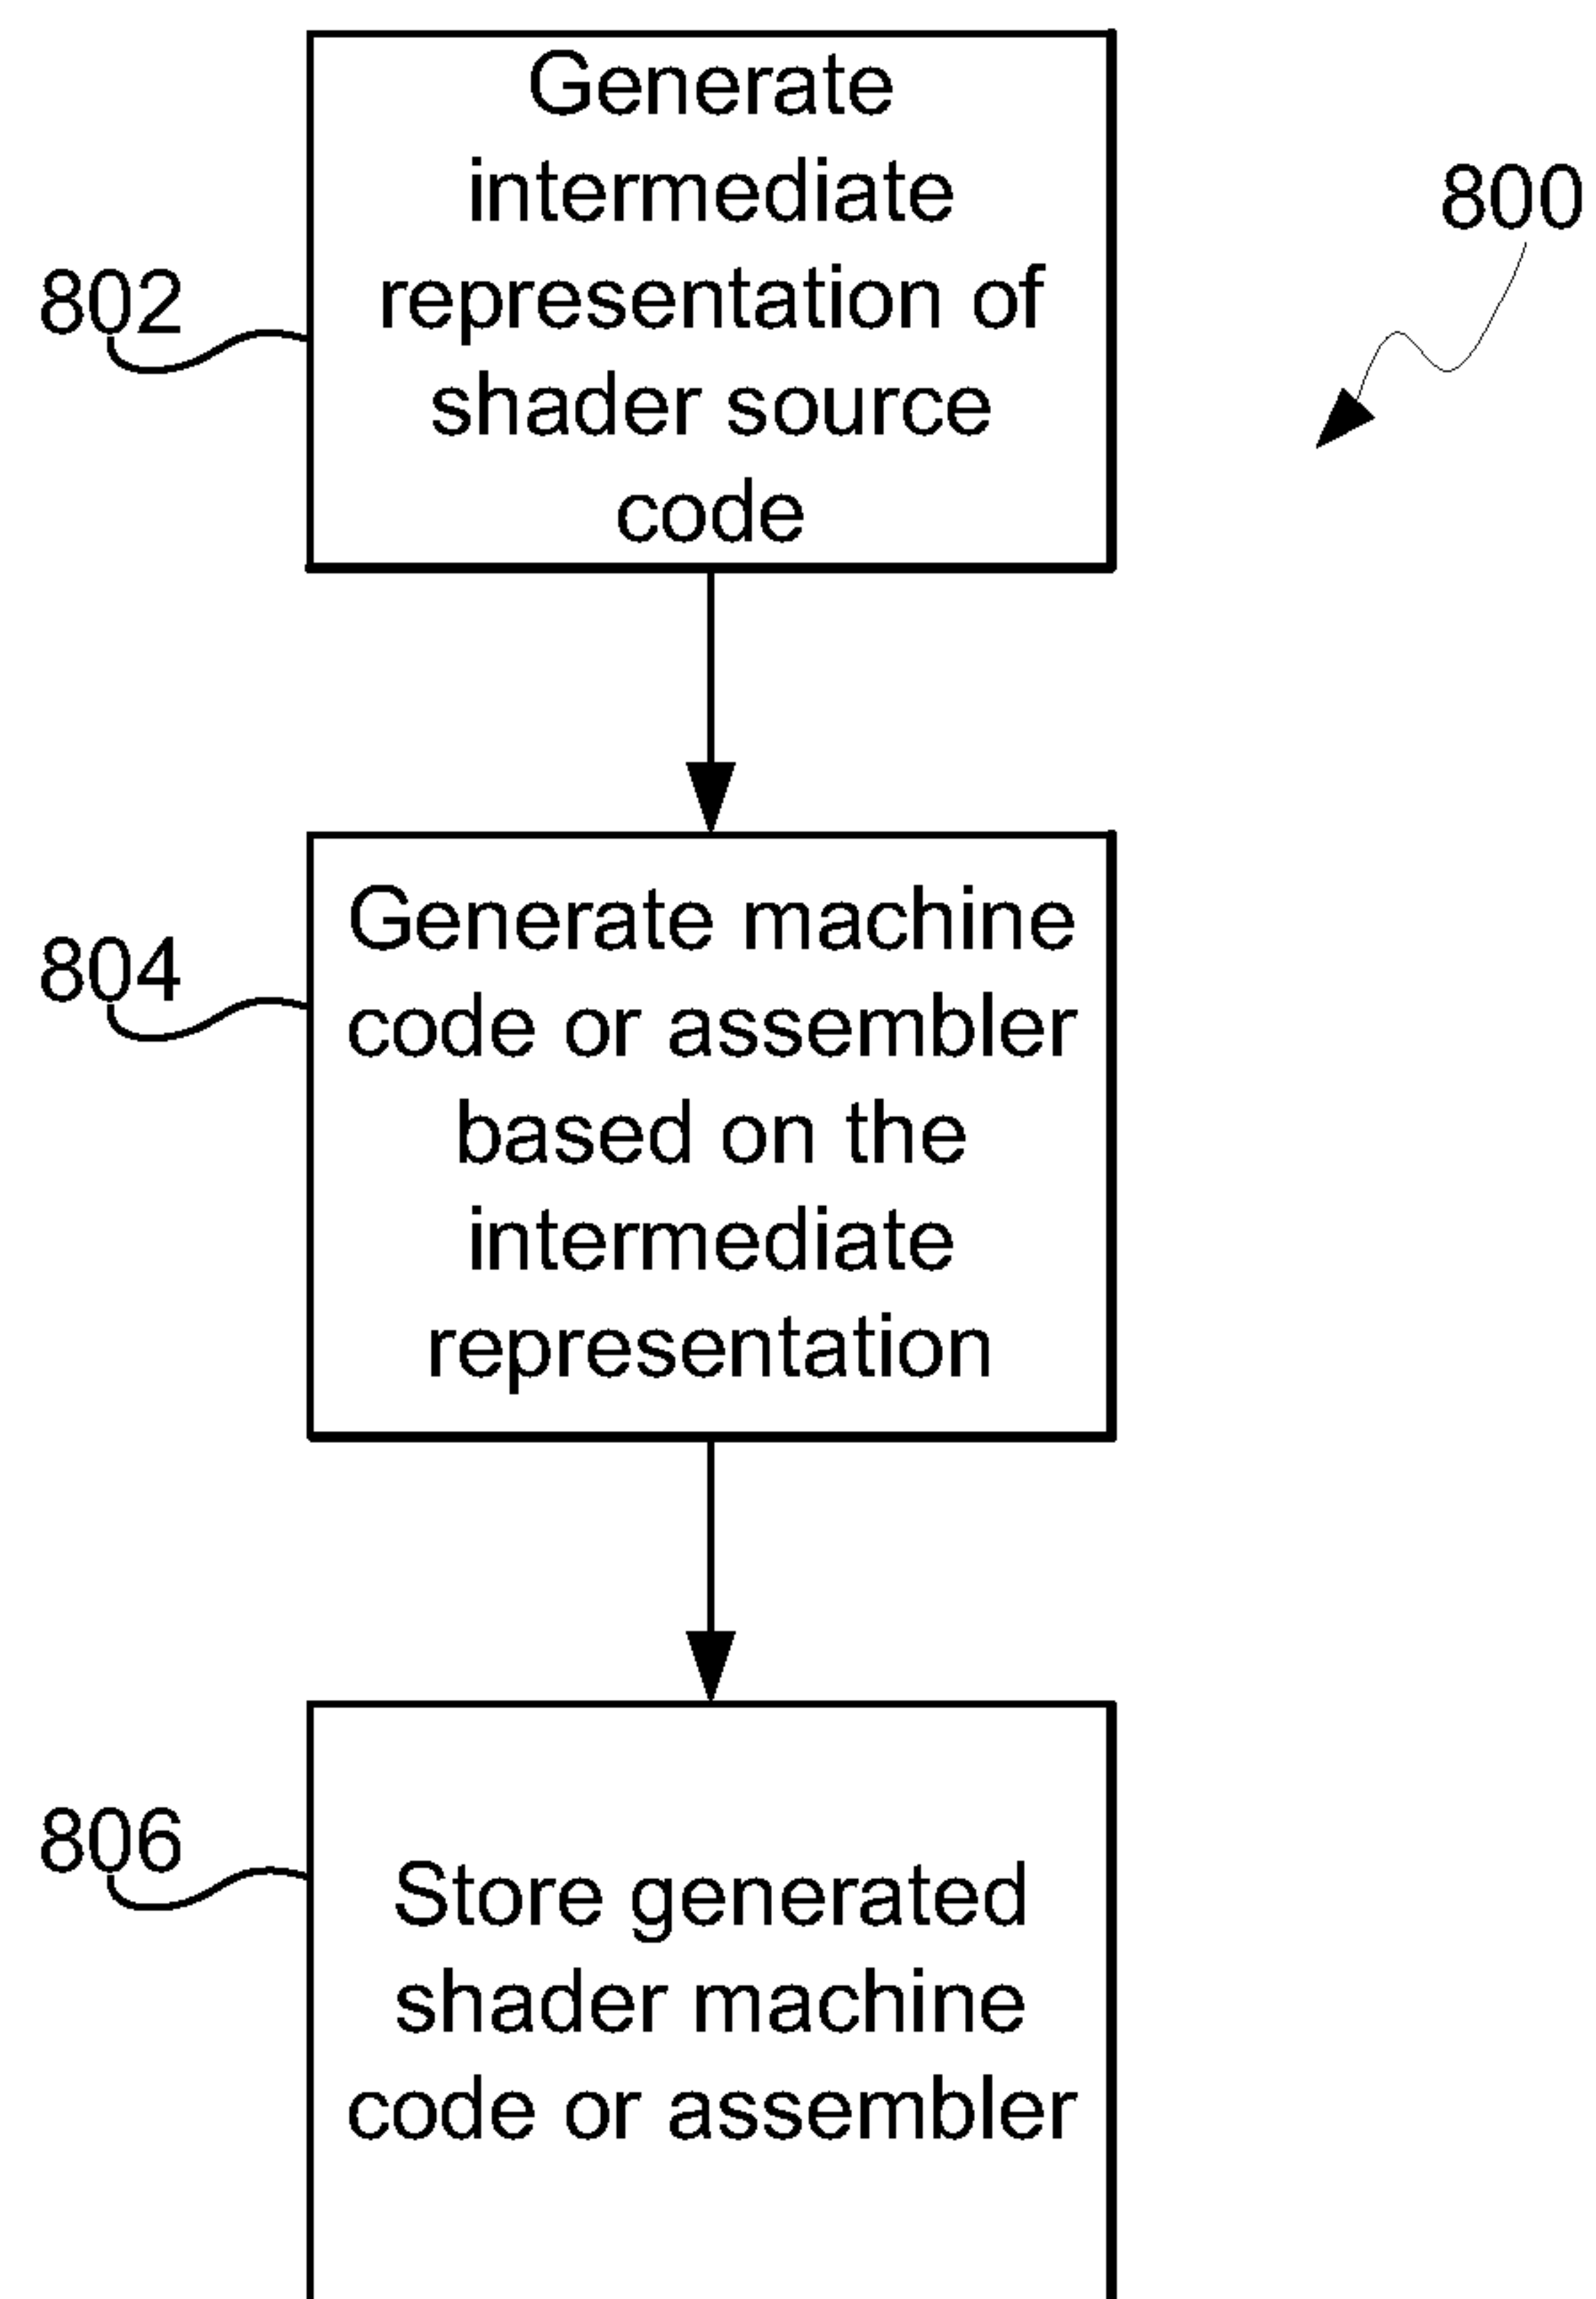 Generate
intermediate
representation of
shader source
code
800
802
Generate machine
code or assembler
based on the
intermediate
representation
804
Store generated
shader machine
code or assembler
806